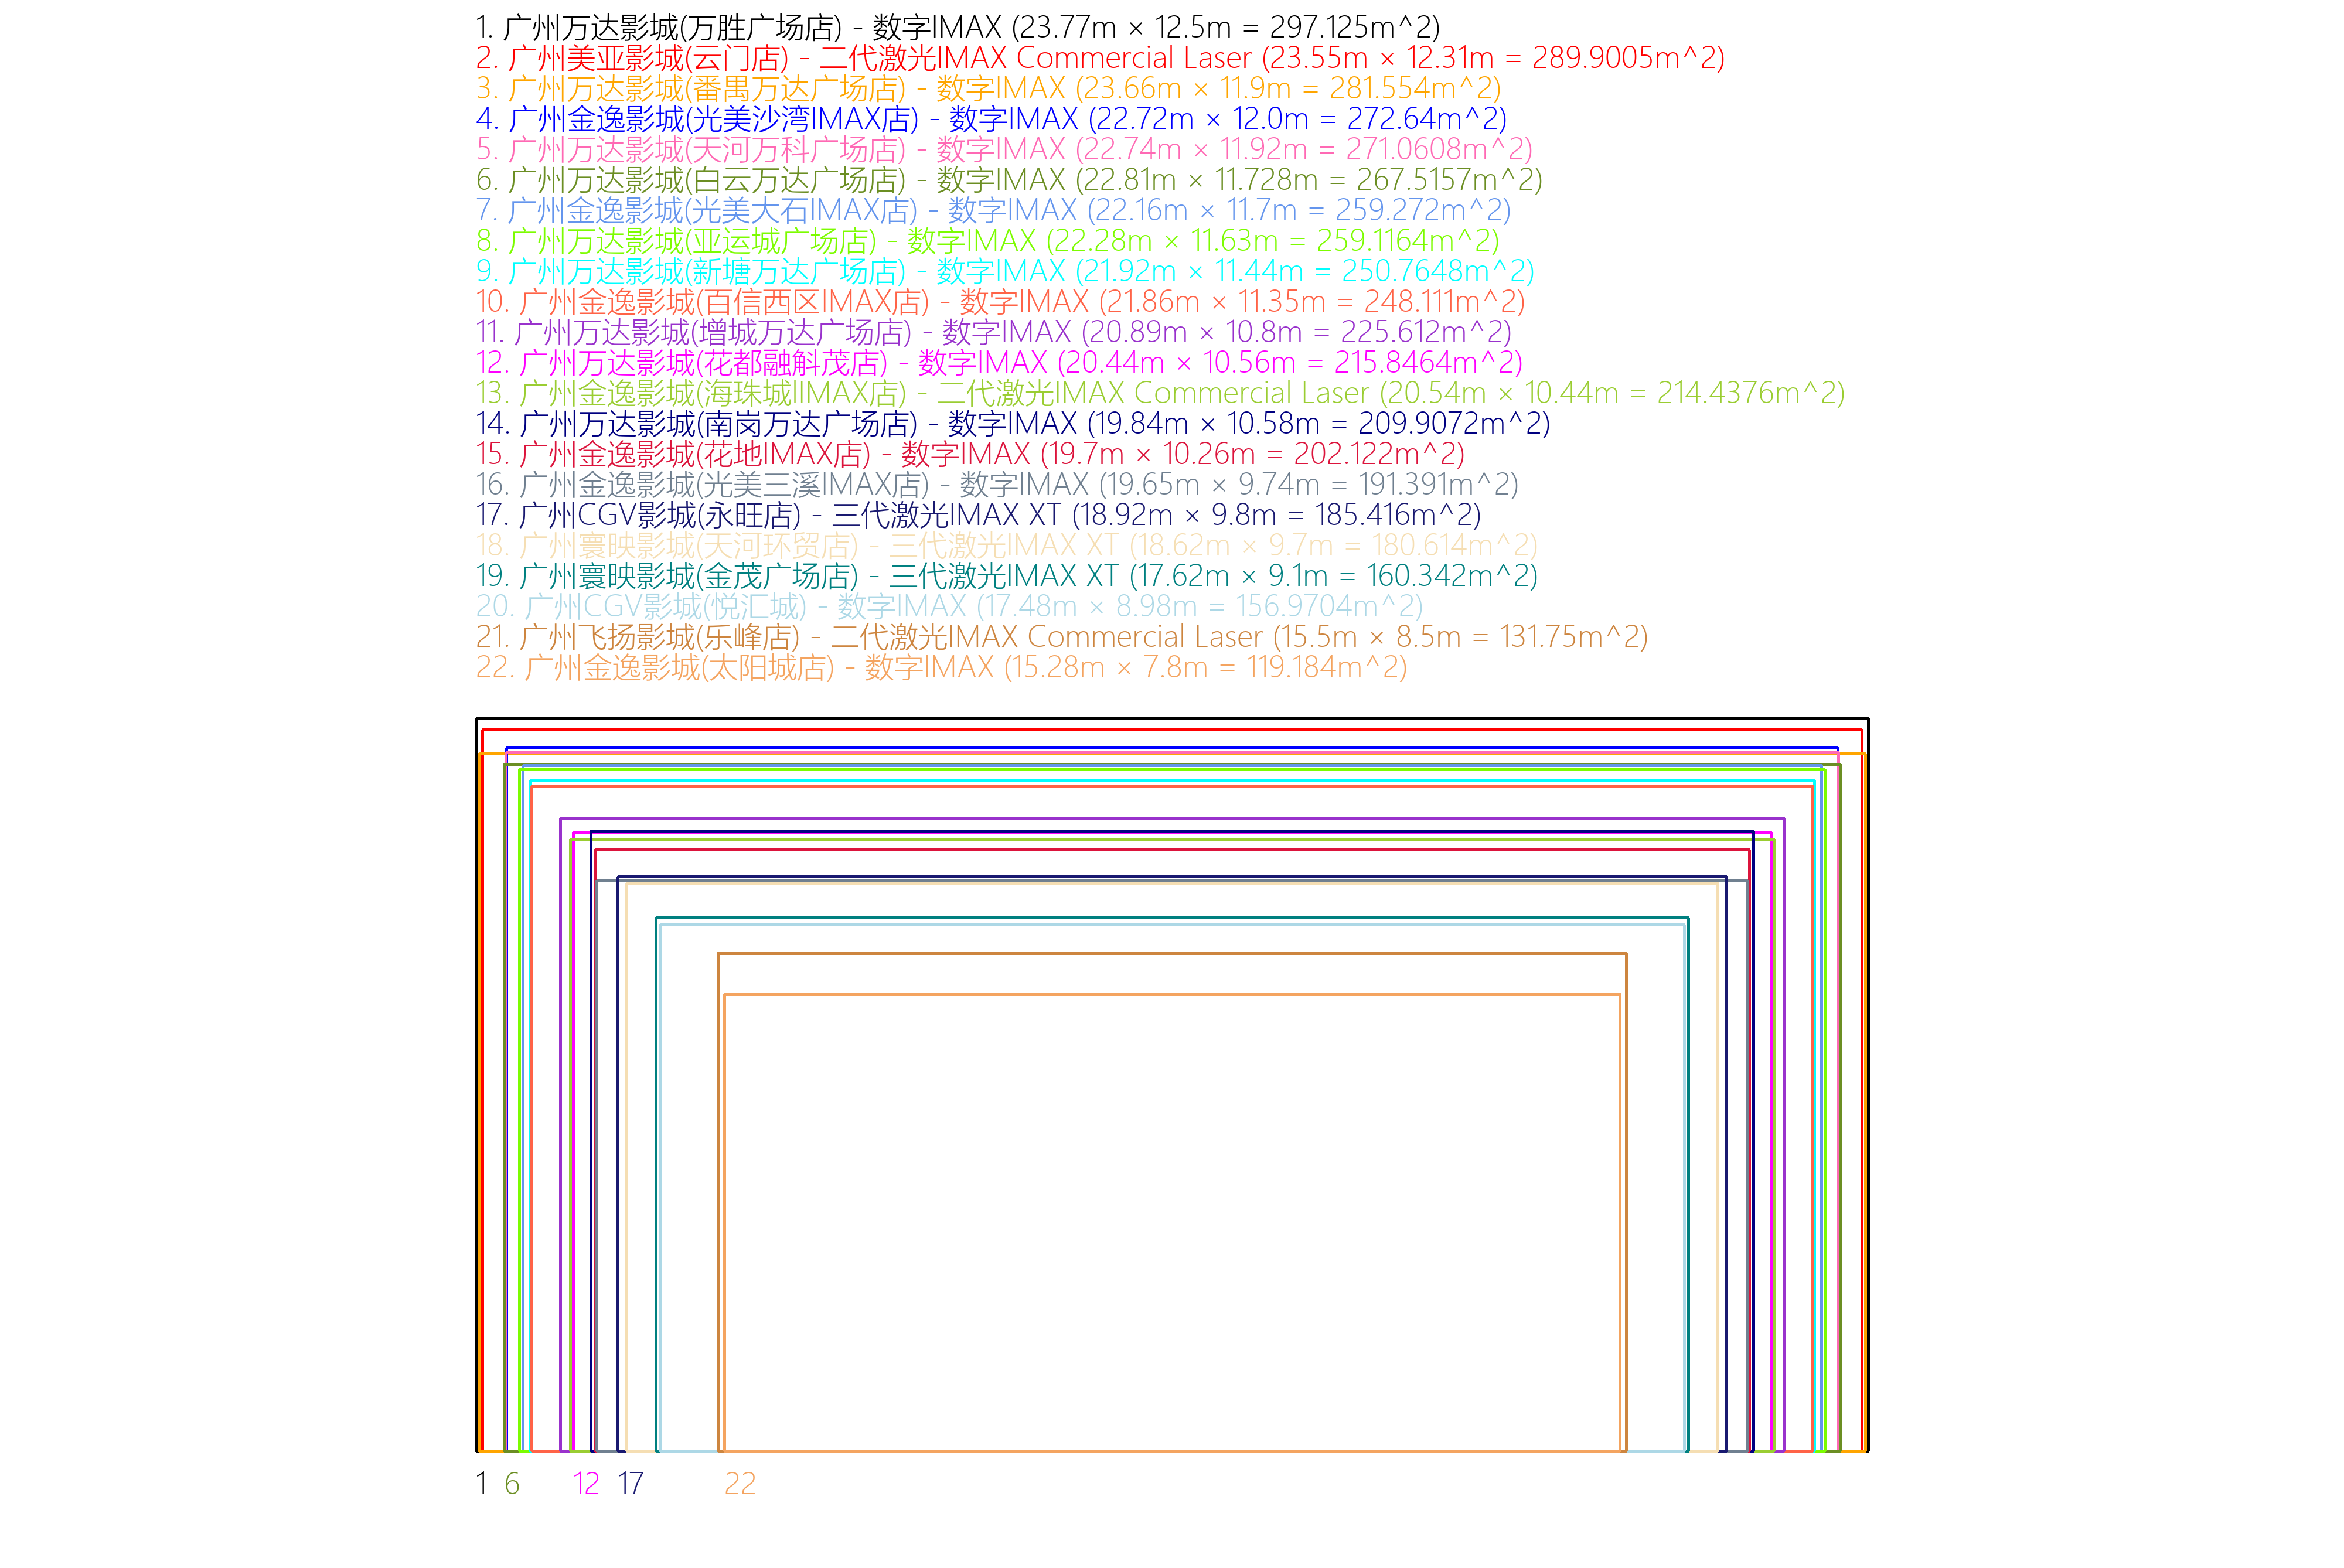 1. 广州万达影城(万胜广场店) - 数字IMAX (23.77m × 12.5m = 297.125m^2)
2. 广州美亚影城(云门店) - 二代激光IMAX Commercial Laser (23.55m × 12.31m = 289.9005m^2)
3. 广州万达影城(番禺万达广场店) - 数字IMAX (23.66m × 11.9m = 281.554m^2)
4. 广州金逸影城(光美沙湾IMAX店) - 数字IMAX (22.72m × 12.0m = 272.64m^2)
5. 广州万达影城(天河万科广场店) - 数字IMAX (22.74m × 11.92m = 271.0608m^2)
6. 广州万达影城(白云万达广场店) - 数字IMAX (22.81m × 11.728m = 267.5157m^2)
7. 广州金逸影城(光美大石IMAX店) - 数字IMAX (22.16m × 11.7m = 259.272m^2)
8. 广州万达影城(亚运城广场店) - 数字IMAX (22.28m × 11.63m = 259.1164m^2)
9. 广州万达影城(新塘万达广场店) - 数字IMAX (21.92m × 11.44m = 250.7648m^2)
10. 广州金逸影城(百信西区IMAX店) - 数字IMAX (21.86m × 11.35m = 248.111m^2)
11. 广州万达影城(增城万达广场店) - 数字IMAX (20.89m × 10.8m = 225.612m^2)
12. 广州万达影城(花都融斛茂店) - 数字IMAX (20.44m × 10.56m = 215.8464m^2)
13. 广州金逸影城(海珠城IIMAX店) - 二代激光IMAX Commercial Laser (20.54m × 10.44m = 214.4376m^2)
14. 广州万达影城(南岗万达广场店) - 数字IMAX (19.84m × 10.58m = 209.9072m^2)
15. 广州金逸影城(花地IMAX店) - 数字IMAX (19.7m × 10.26m = 202.122m^2)
16. 广州金逸影城(光美三溪IMAX店) - 数字IMAX (19.65m × 9.74m = 191.391m^2)
17. 广州CGV影城(永旺店) - 三代激光IMAX XT (18.92m × 9.8m = 185.416m^2)
18. 广州寰映影城(天河环贸店) - 三代激光IMAX XT (18.62m × 9.7m = 180.614m^2)
19. 广州寰映影城(金茂广场店) - 三代激光IMAX XT (17.62m × 9.1m = 160.342m^2)
20. 广州CGV影城(悦汇城) - 数字IMAX (17.48m × 8.98m = 156.9704m^2)
21. 广州飞扬影城(乐峰店) - 二代激光IMAX Commercial Laser (15.5m × 8.5m = 131.75m^2)
22. 广州金逸影城(太阳城店) - 数字IMAX (15.28m × 7.8m = 119.184m^2)
1 6 12 17 22